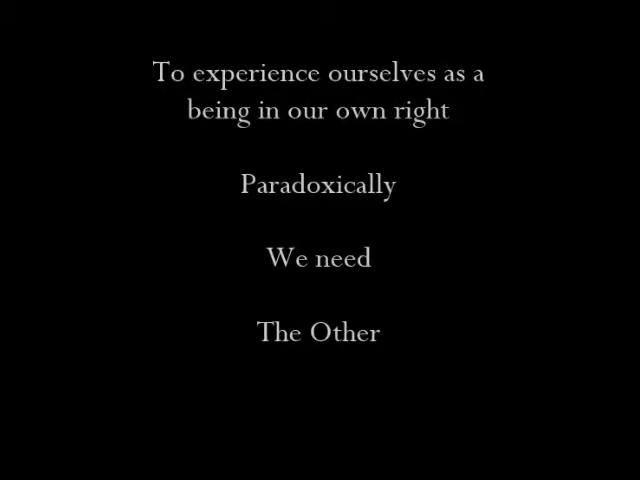 To experience ourselves as a
being in our own right
Paradoxically
We need
The Other